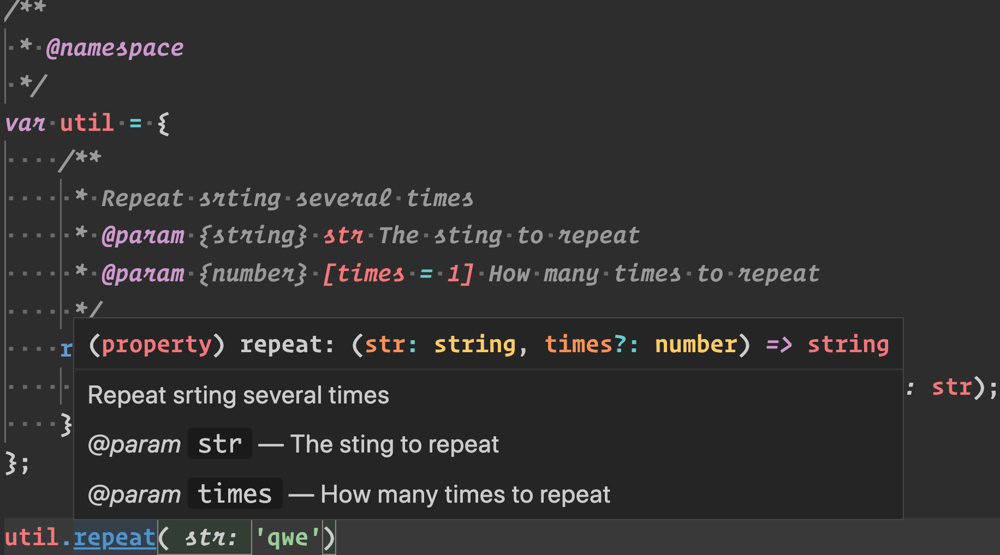 /**
 * @namespace
 */
var util = {
    /**
     * Repeat srting several times
     * @param {string} str The sting to repeat
     * @param {number} [times = 1] How many times to repeat
     */
    r
(property) repeat: (str: string, times?: number) => string
: str);
Repeat srting several times
    }
@param str — The sting to repeat
};
@param times — How many times to repeat
util.repeat( str: 'qwe')